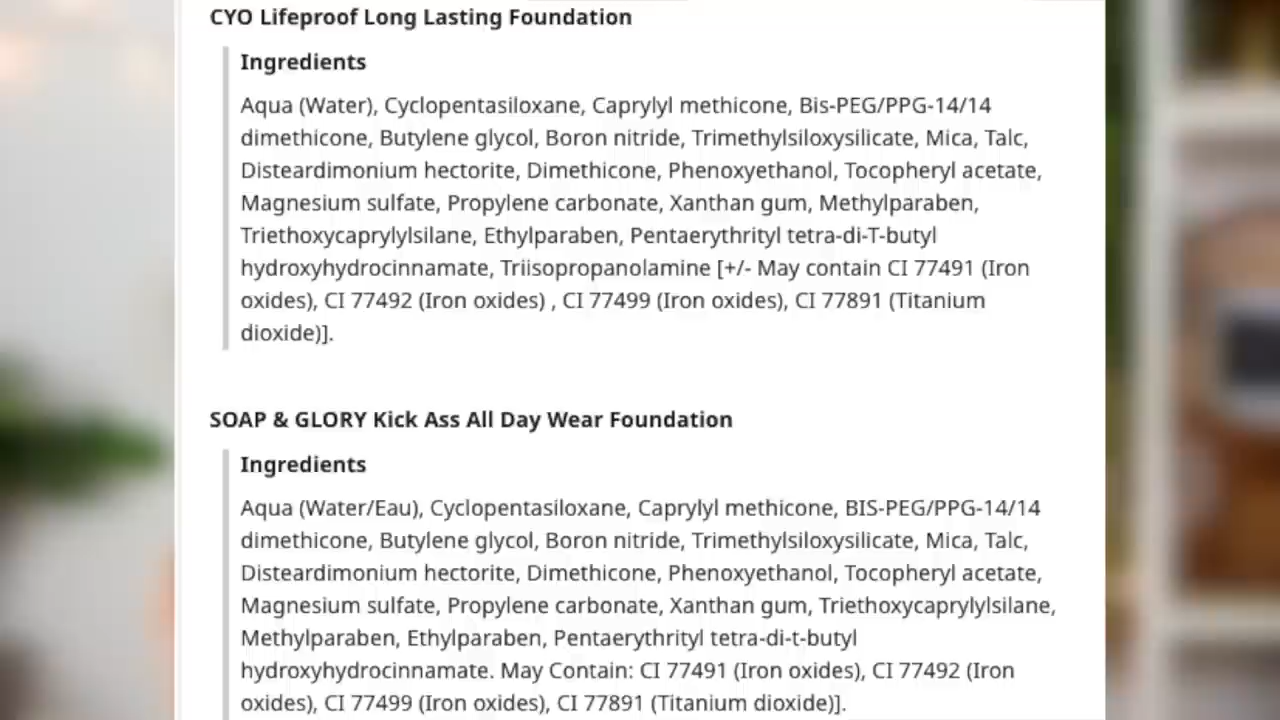 CYO Lifeproof Long Lasting Foundation
Ingredients
Aqua (Water), Cyclopentasiloxane, Caprylyl methicone, Bis-PEG/PPG-14/14
dimethicone, Butylene glycol, Boron nitride, Trimethylsiloxysilicate, Mica, Talc,
Disteardimonium hectorite, Dimethicone, Phenoxyethanol, Tocopheryl acetate,
Magnesium sulfate, Propylene carbonate, Xanthan gum, Methylparaben,
Triethoxycaprylylsilane, Ethylparaben, Pentaerythrityl tetra-di-T-butyl
hydroxyhydrocinnamate, Triisopropanolamine [+/- May contain CI 77491 (Iron
oxides), CI 77492 (Iron oxides) , CI 77499 (Iron oxides), CI 77891 (Titanium
dioxide)].
SOAP & GLORY Kick Ass All Day Wear Foundation
Ingredients
Aqua (Water/Eau), Cyclopentasiloxane, Caprylyl methicone, BIS-PEG/PPG-14/14
dimethicone, Butylene glycol, Boron nitride, Trimethylsiloxysilicate, Mica, Talc,
Disteardimonium hectorite, Dimethicone, Phenoxyethanol, Tocopheryl acetate,
Magnesium sulfate, Propylene carbonate, Xanthan gum, Triethoxycaprylylsilane,
Methylparaben, Ethylparaben, Pentaerythrityl tetra-di-t-butyl
hydroxyhydrocinnamate. May Contain: CI 77491 (Iron oxides), CI 77492 (Iron
oxides), CI 77499 (Iron oxides), CI 77891 (Titanium dioxide)].